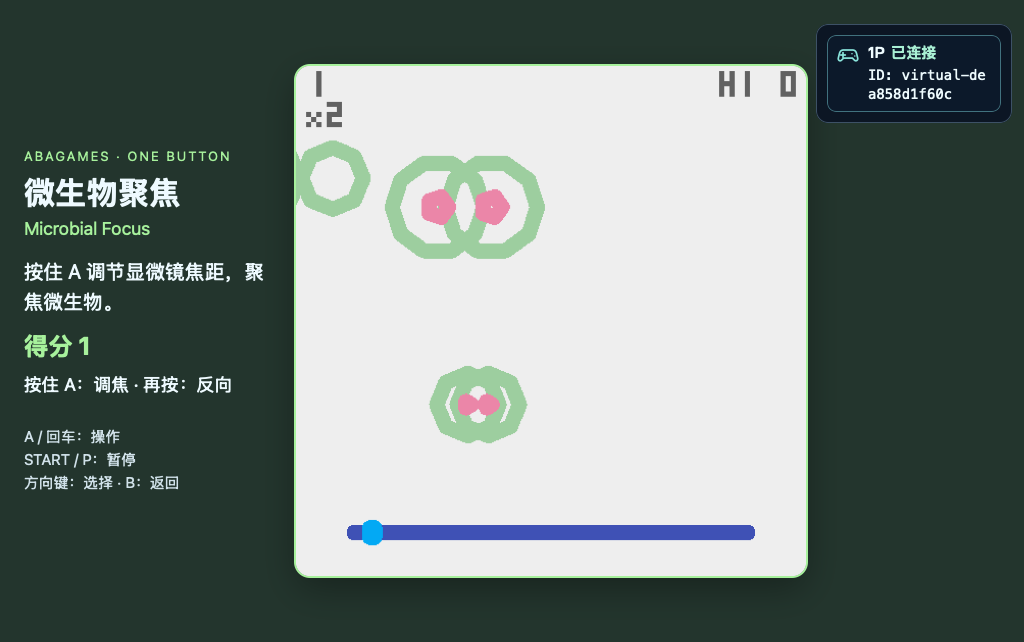 ABAGAMES · ONE BUTTON
微生物聚焦
Microbial Focus
按住 A 调节显微镜焦距，聚
焦微生物。
得分 1
按住 A：调焦 · 再按：反向
A / 回车：操作
START / P：暂停
方向键：选择 · B：返回
1
HI 0
x2
1P 已连接
ID: virtual-de
a858d1f60c